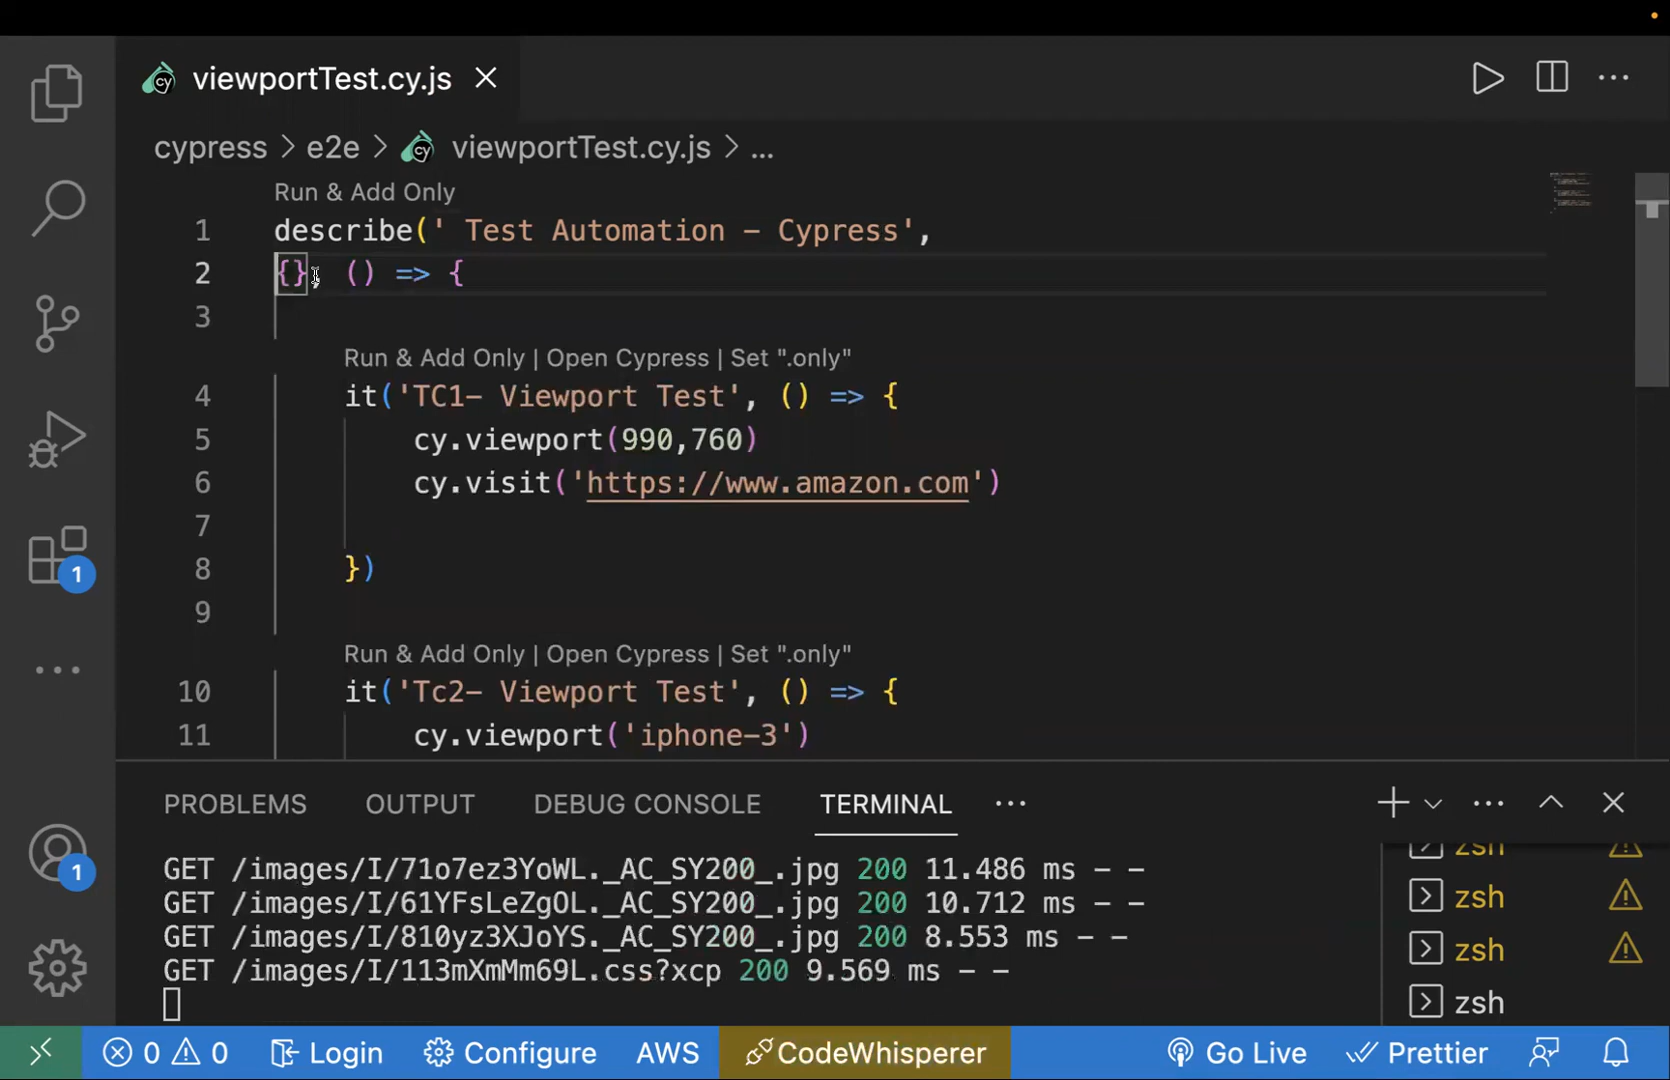 viewportTest.cy.js
cypress > e2e > viewportTest.cy.js > ...
Run & Add Only
1 describe(' Test Automation - Cypress',
2 {}, () => {
3
Run & Add Only | Open Cypress | Set ".only"
4 it('TC1- Viewport Test', () => {
5 cy.viewport(990,760)
6 cy.visit('https://www.amazon.com')
7
8 })
9
Run & Add Only | Open Cypress | Set ".only"
10 it('Tc2- Viewport Test', () => {
11 cy.viewport('iphone-3')
1
1
PROBLEMS OUTPUT DEBUG CONSOLE TERMINAL ...
GET /images/I/71o7ez3YoWL._AC_SY200_.jpg 200 11.486 ms - -
GET /images/I/61YFsLeZgOL._AC_SY200_.jpg 200 10.712 ms - -
GET /images/I/810yz3XJoYS._AC_SY200_.jpg 200 8.553 ms - -
GET /images/I/113mXmMm69L.css?xcp 200 9.569 ms - -
zsh
zsh
zsh
zsh
0 0 Login Configure AWS CodeWhisperer Go Live Prettier